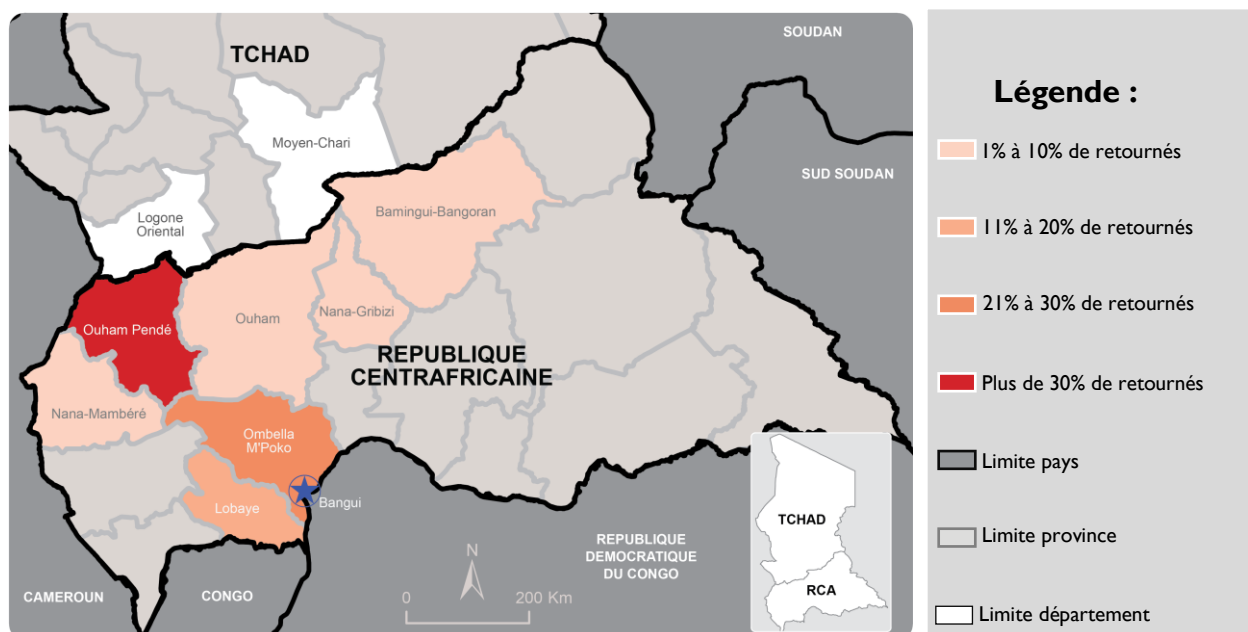 SOUDAN
TCHAD
Moyen-Chari
SUD SOUDAN
Bamingui-Bangoran
Logone
Oriental
Ouham Pendé
Ouham
Nana-Gribizi
REPUBLIQUE
CENTRAFRICAINE
Nana-Mambéré
Ombella
M'Poko
Bangui
Lobaye
REPUBLIQUE
DEMOCRATIQUE
DU CONGO
CAMEROUN
CONGO
N
0 200 Km
TCHAD
RCA
Légende :
1% à 10% de retournés
11% à 20% de retournés
21% à 30% de retournés
Plus de 30% de retournés
Limite pays
Limite province
Limite département